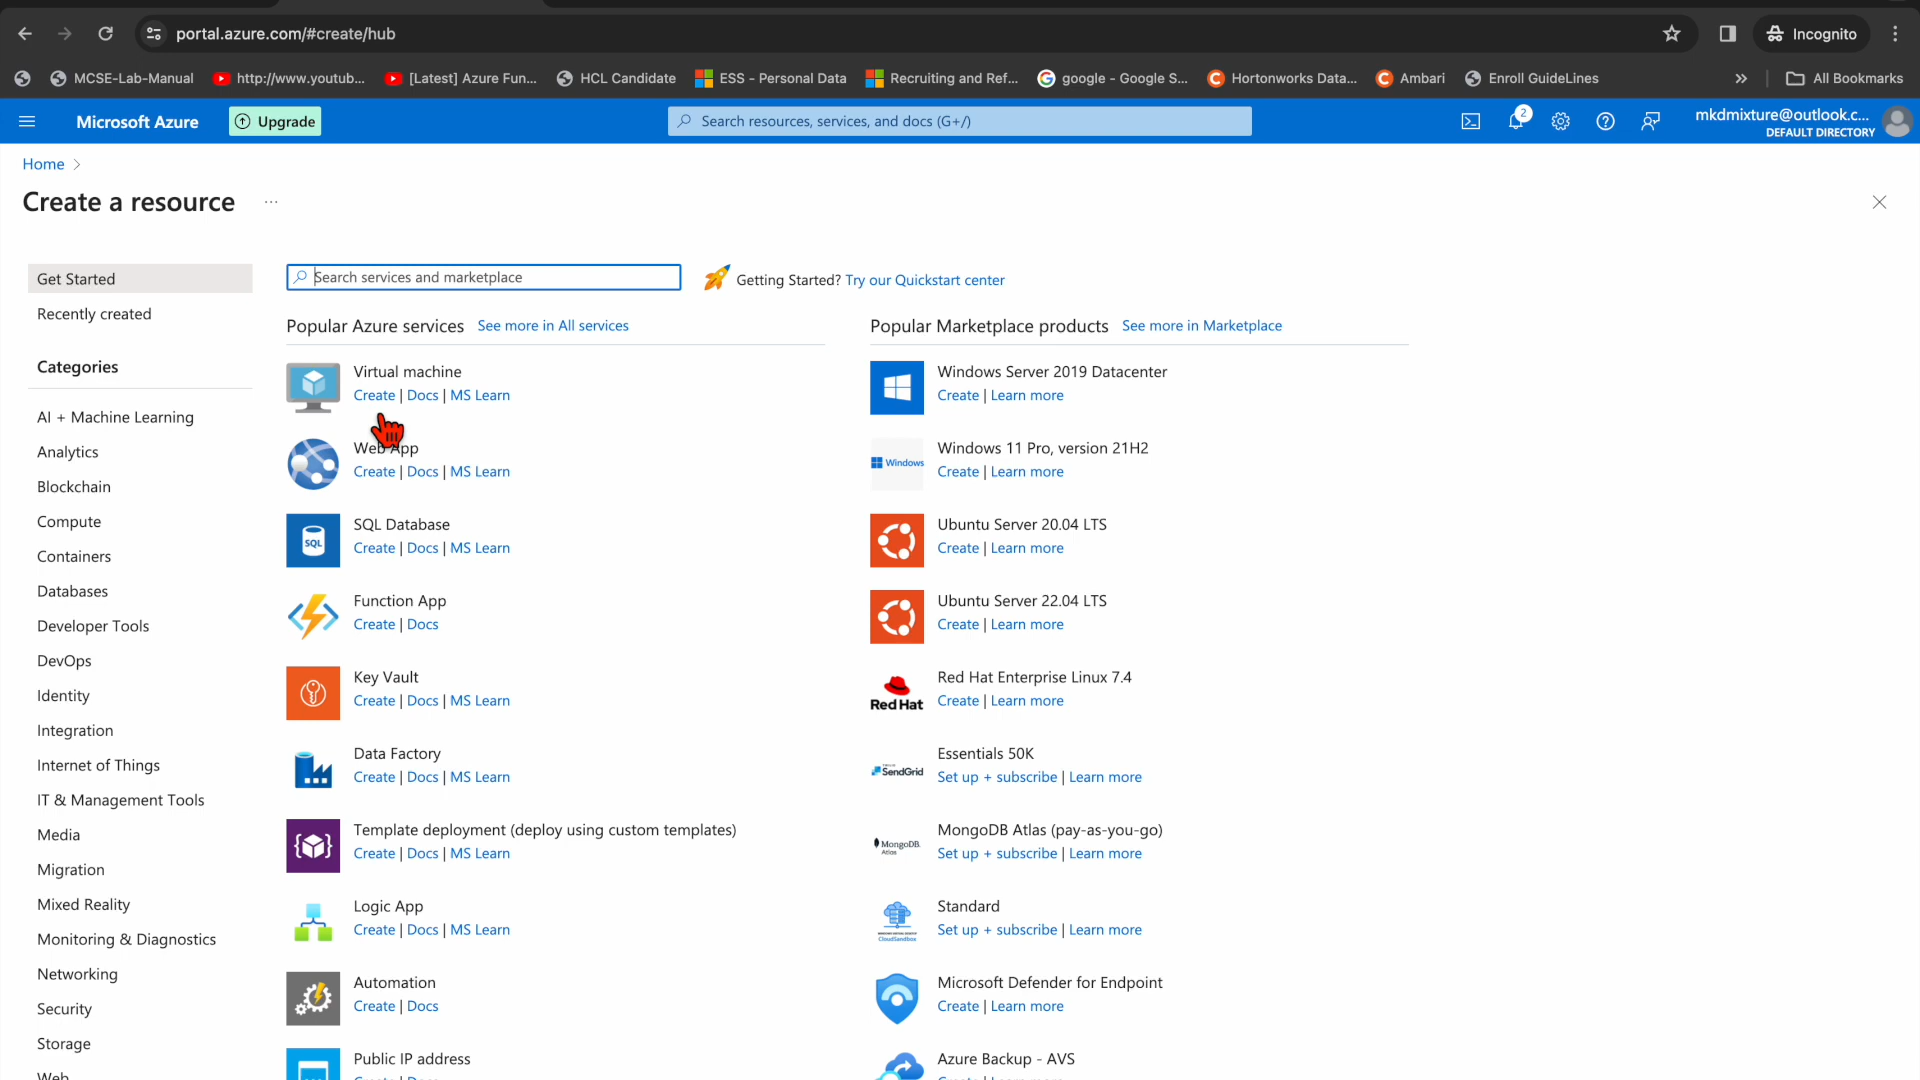 portal.azure.com/#create/hub
Incognito
MCSE-Lab-Manual
http://www.youtub...
[Latest] Azure Fun...
HCL Candidate
ESS - Personal Data
Recruiting and Ref...
google - Google S...
Hortonworks Data...
Ambari
Enroll GuideLines
All Bookmarks
Microsoft Azure
Upgrade
Search resources, services, and docs (G+/)
2
mkdmixture@outlook.c...
DEFAULT DIRECTORY
Home
Create a resource
Get Started
Recently created
Categories
AI + Machine Learning
Analytics
Blockchain
Compute
Containers
Databases
Developer Tools
DevOps
Identity
Integration
Internet of Things
IT & Management Tools
Media
Migration
Mixed Reality
Monitoring & Diagnostics
Networking
Security
Storage
Web
Search services and marketplace
Getting Started? Try our Quickstart center
Popular Azure services See more in All services
Virtual machine
Create | Docs | MS Learn
Web App
Create | Docs | MS Learn
SQL
SQL Database
Create | Docs | MS Learn
Function App
Create | Docs
Key Vault
Create | Docs | MS Learn
Data Factory
Create | Docs | MS Learn
Template deployment (deploy using custom templates)
Create | Docs | MS Learn
Logic App
Create | Docs | MS Learn
Automation
Create | Docs
Public IP address
Create | Docs
Popular Marketplace products See more in Marketplace
Windows Server 2019 Datacenter
Create | Learn more
Windows
Windows 11 Pro, version 21H2
Create | Learn more
Ubuntu Server 20.04 LTS
Create | Learn more
Ubuntu Server 22.04 LTS
Create | Learn more
Red Hat
Red Hat Enterprise Linux 7.4
Create | Learn more
SendGrid
Essentials 50K
Set up + subscribe | Learn more
MongoDB.
Atlas
MongoDB Atlas (pay-as-you-go)
Set up + subscribe | Learn more
CloudSandbox
Standard
Set up + subscribe | Learn more
Microsoft Defender for Endpoint
Create | Learn more
Azure Backup - AVS
Create | Learn more